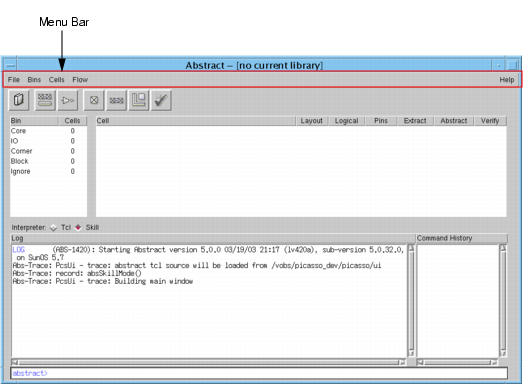 Menu Bar
Abstract – [no current library]
File Bins Cells Flow Help
Bin Cells Cell Layout Logical Pins Extract Abstract Verify
Core 0
IO 0
Corner 0
Block 0
Ignore 0
Interpreter: Tcl Skill
Log Command History
LOG (ABS-1420): Starting Abstract version 5.0.0 03/19/03 21:17 (lv420a), sub-version 5.0.32.0,
on SunOS 5.7
Abs-Trace: PcsUi - trace: abstract tcl source will be loaded from /vobs/picasso_dev/picasso/ui
Abs-Trace: record: absSkillMode()
Abs-Trace: PcsUi - trace: Building main window
abstract>